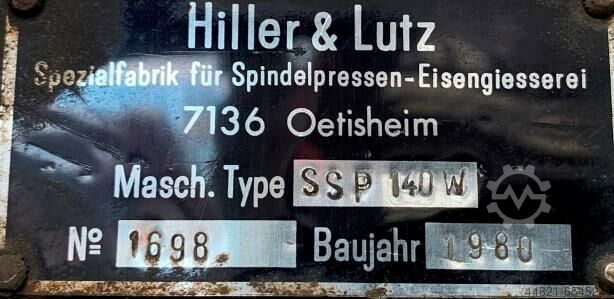 Hiller & Lutz
Spezialfabrik für Spindelpressen-Eisengiesserei
7136 Oetisheim
Masch. Type SSP 140 W
№ 1698 Baujahr 1980